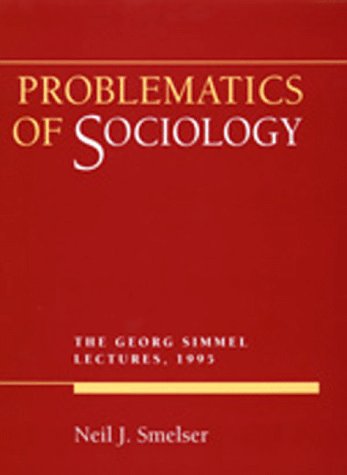 PROBLEMATICS
OF SOCIOLOGY
THE GEORG SIMMEL
LECTURES, 1995
Neil J. Smelser